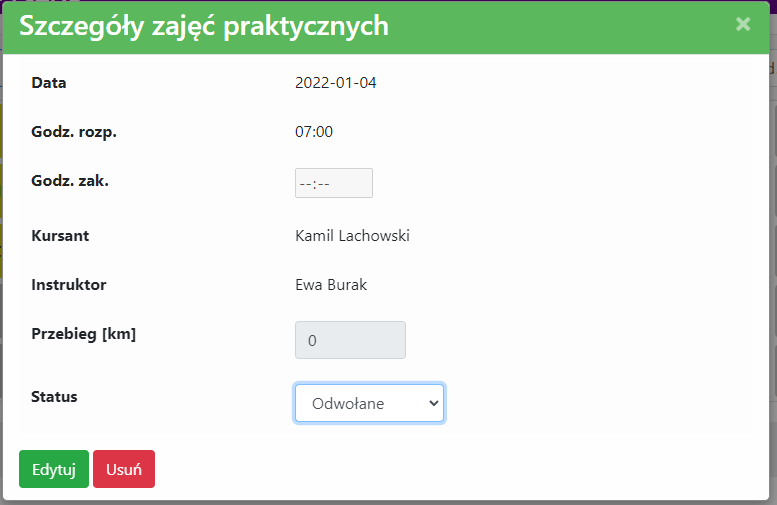 Szczegóły zajęć praktycznych ×
Data 2022-01-04
Godz. rozp. 07:00
Godz. zak. --:--
Kursant Kamil Lachowski
Instruktor Ewa Burak
Przebieg [km] 0
Status Odwołane
Edytuj Usuń